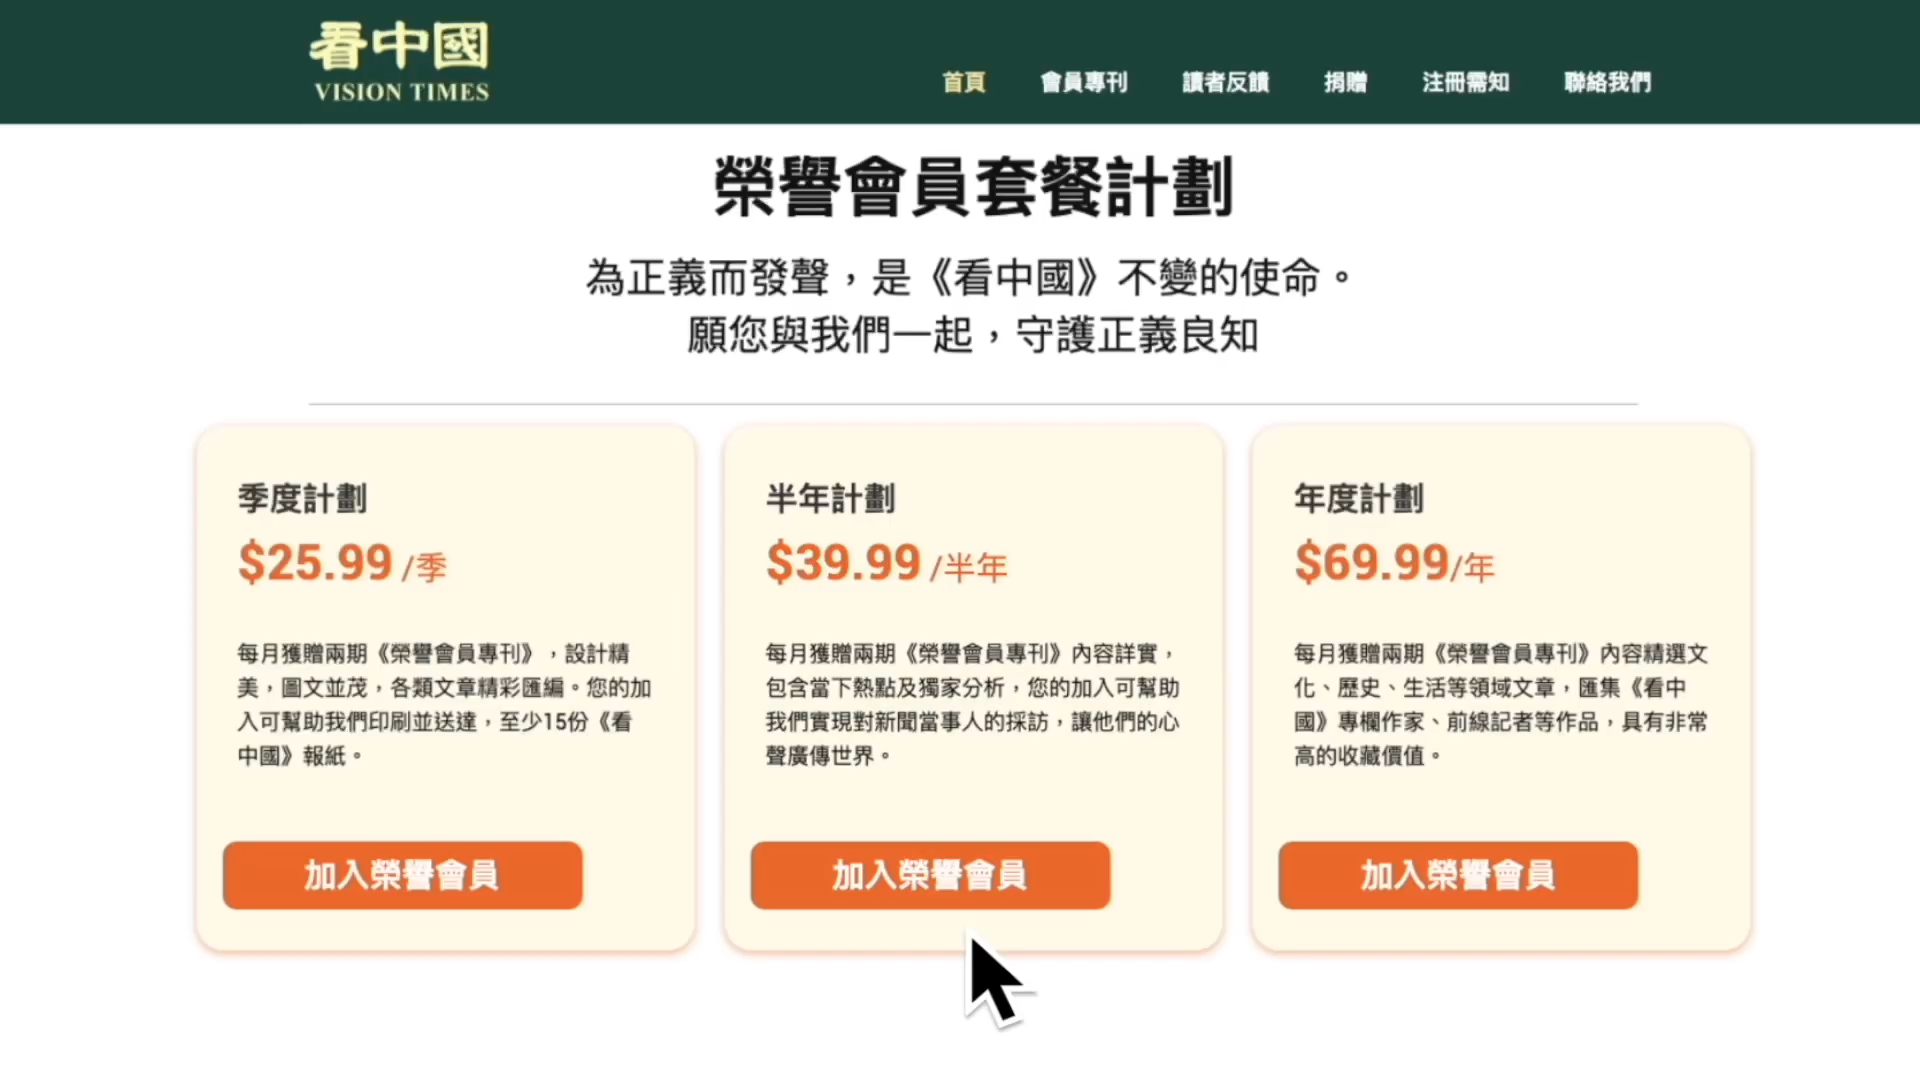 看中國
VISION TIMES
首頁
會員專刊
讀者反饋
捐贈
注冊需知
聯絡我們
榮譽會員套餐計劃
為正義而發聲，是《看中國》不變的使命。
願您與我們一起，守護正義良知
季度計劃
$25.99 /季
每月獲贈兩期《榮譽會員專刊》，設計精
美，圖文並茂，各類文章精彩匯編。您的加
入可幫助我們印刷並送達，至少15份《看
中國》報紙。
加入榮譽會員
半年計劃
$39.99 /半年
每月獲贈兩期《榮譽會員專刊》內容詳實，
包含當下熱點及獨家分析，您的加入可幫助
我們實現對新聞當事人的採訪，讓他們的心
聲廣傳世界。
加入榮譽會員
年度計劃
$69.99/年
每月獲贈兩期《榮譽會員專刊》內容精選文
化、歷史、生活等領域文章，匯集《看中
國》專欄作家、前線記者等作品，具有非常
高的收藏價值。
加入榮譽會員